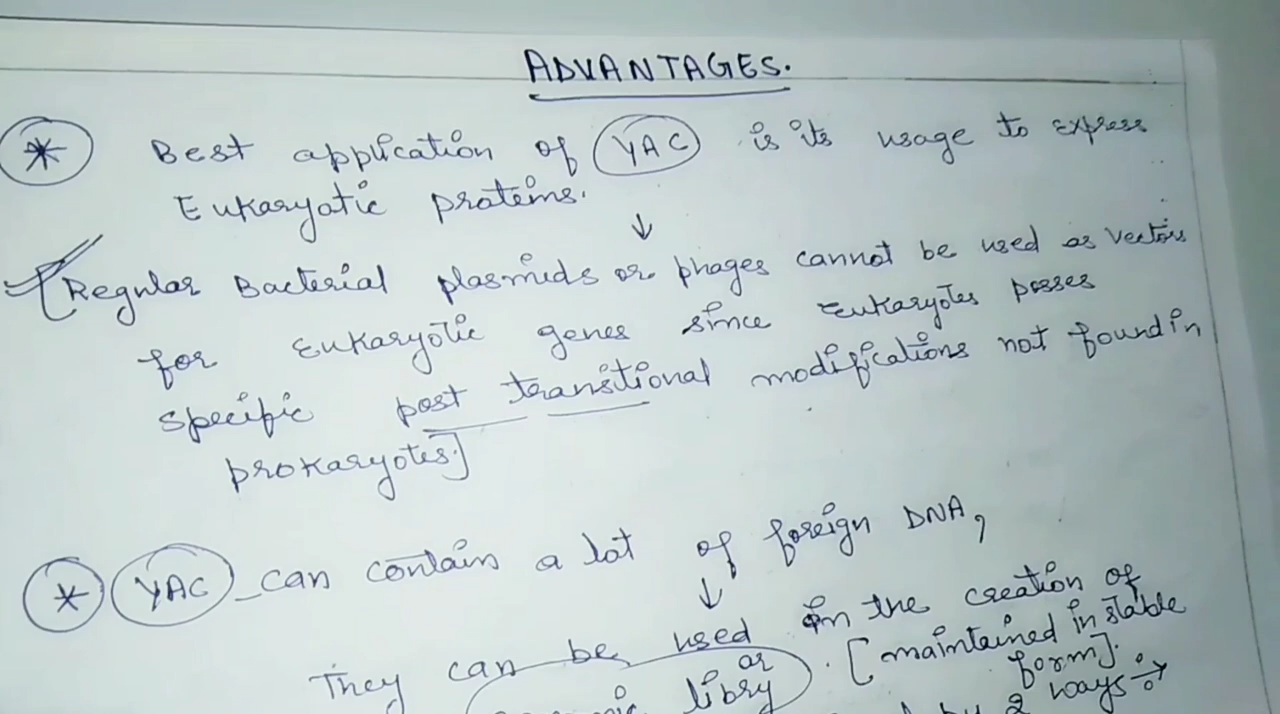 ADVANTAGES.
* Best application of YAC is its usage to express
Eukaryotic proteins.
↓
[Regular Bacterial plasmids or phages cannot be used as vectors
for eukaryotic genes since eukaryotes posses
specific post transitional modifications not found in
prokaryotes.]
* YAC can contain a lot of foreign DNA,
↓
They can be used in the creation of
or [maintained in stable
libry form].
by 2 ways